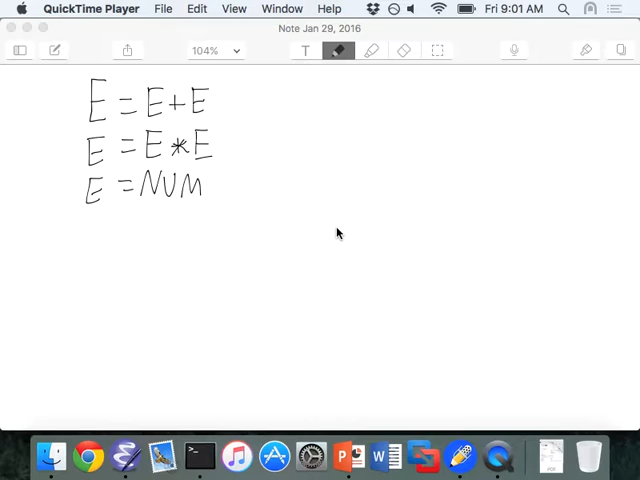 QuickTime Player File Edit View Window Help Fri 9:01 AM
Note Jan 29, 2016
104% T
E = E + E
E = E * E
E = NUM